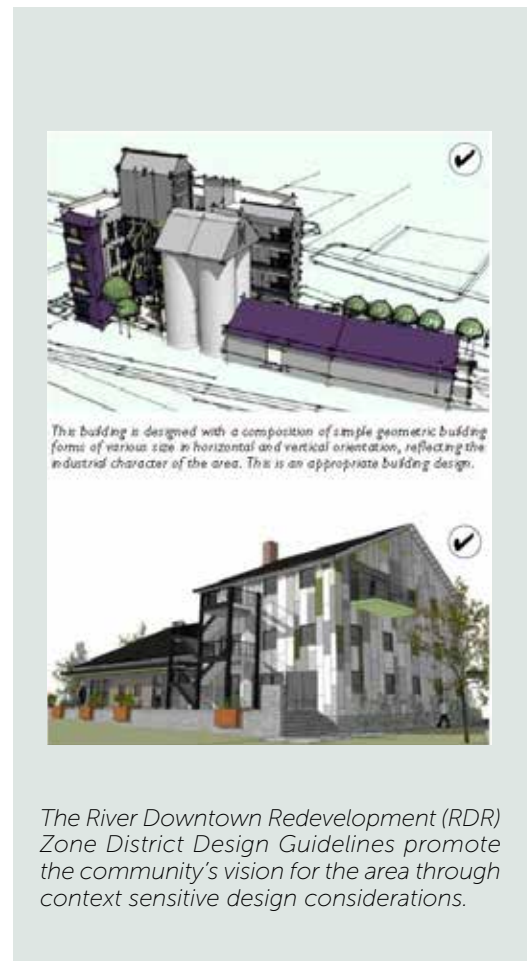 This building is designed with a composition of simple geometric building
forms of various size in horizontal and vertical orientation, reflecting the
industrial character of the area. This is an appropriate building design.
The River Downtown Redevelopment (RDR)
Zone District Design Guidelines promote
the community's vision for the area through
context sensitive design considerations.